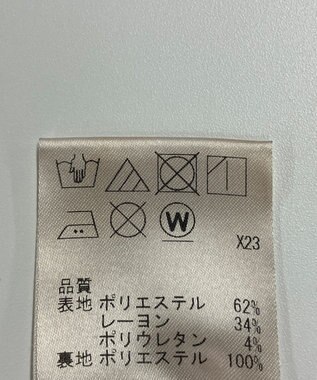 W
X23
品質
表地 ポリエステル 62%
レーヨン 34%
ポリウレタン 4%
裏地 ポリエステル 100%